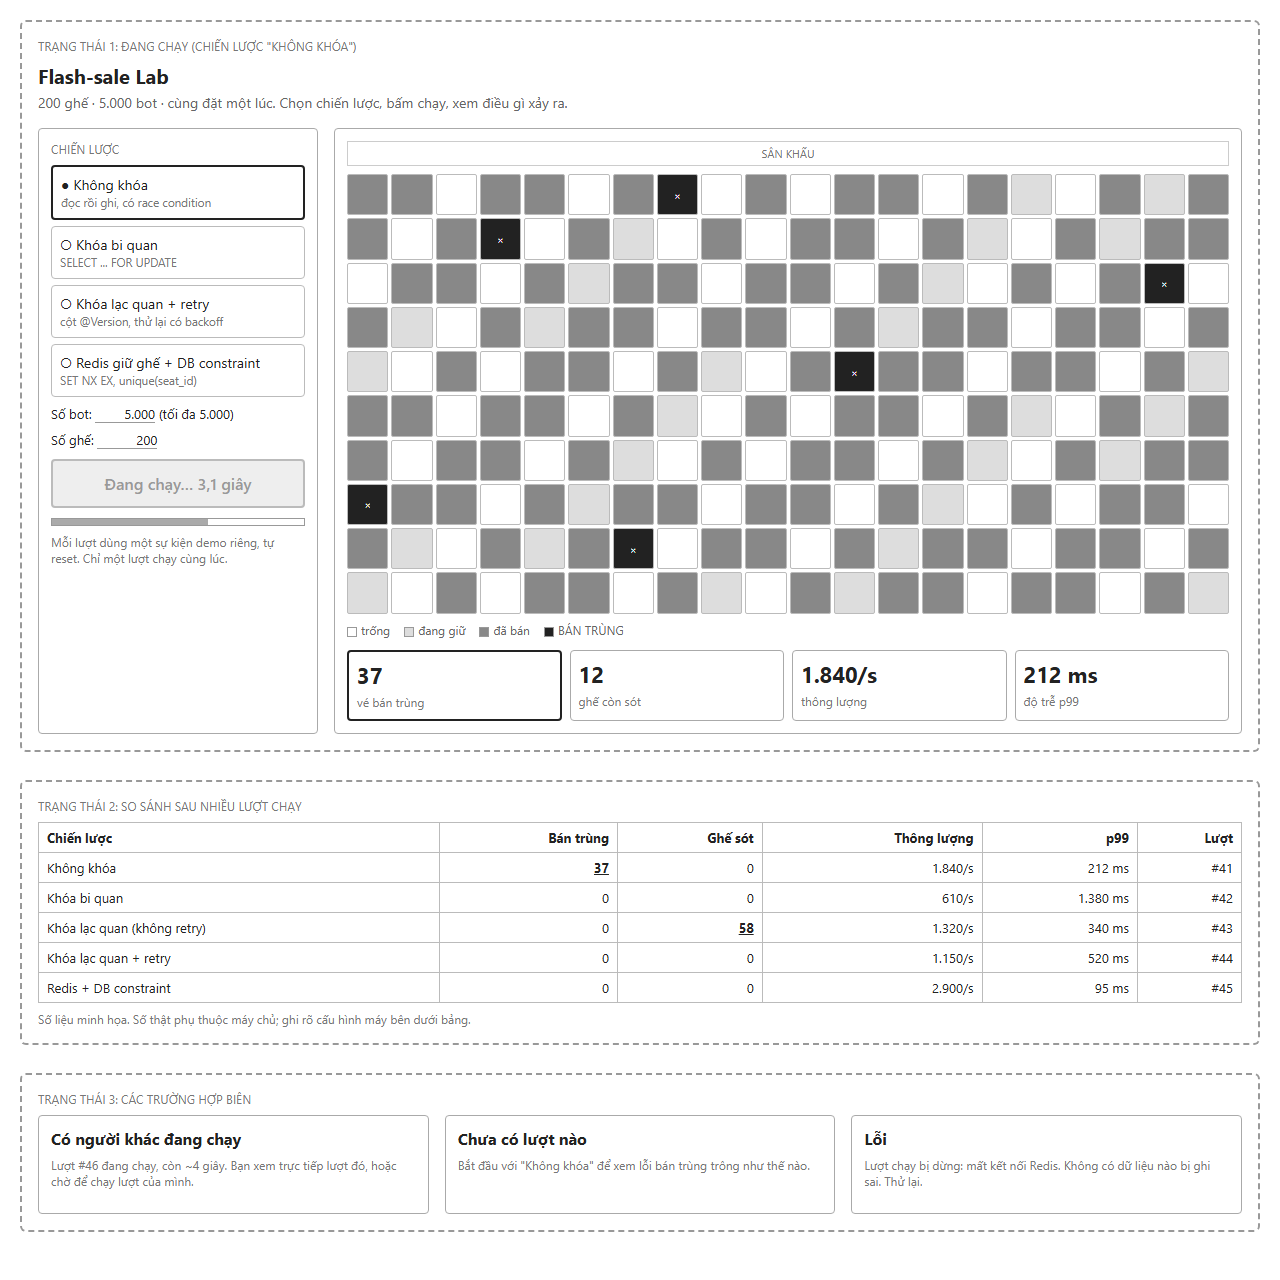 TRẠNG THÁI 1: ĐANG CHẠY (CHIẾN LƯỢC "KHÔNG KHÓA")
Flash-sale Lab
200 ghế · 5.000 bot · cùng đặt một lúc. Chọn chiến lược, bấm chạy, xem điều gì xảy ra.
CHIẾN LƯỢC
● Không khóa
đọc rồi ghi, có race condition
○ Khóa bi quan
SELECT ... FOR UPDATE
○ Khóa lạc quan + retry
cột @Version, thử lại có backoff
○ Redis giữ ghế + DB constraint
SET NX EX, unique(seat_id)
Số bot: 5.000 (tối đa 5.000)
Số ghế: 200
Đang chạy... 3,1 giây
Mỗi lượt dùng một sự kiện demo riêng, tự
reset. Chỉ một lượt chạy cùng lúc.
SÂN KHẤU
×
×
×
×
×
×
trống đang giữ đã bán BÁN TRÙNG
37
vé bán trùng
12
ghế còn sót
1.840/s
thông lượng
212 ms
độ trễ p99
TRẠNG THÁI 2: SO SÁNH SAU NHIỀU LƯỢT CHẠY
Chiến lược Bán trùng Ghế sót Thông lượng p99 Lượt
Không khóa 37 0 1.840/s 212 ms #41
Khóa bi quan 0 0 610/s 1.380 ms #42
Khóa lạc quan (không retry) 0 58 1.320/s 340 ms #43
Khóa lạc quan + retry 0 0 1.150/s 520 ms #44
Redis + DB constraint 0 0 2.900/s 95 ms #45
Số liệu minh họa. Số thật phụ thuộc máy chủ; ghi rõ cấu hình máy bên dưới bảng.
TRẠNG THÁI 3: CÁC TRƯỜNG HỢP BIÊN
Có người khác đang chạy
Lượt #46 đang chạy, còn ~4 giây. Bạn xem trực tiếp lượt đó, hoặc
chờ để chạy lượt của mình.
Chưa có lượt nào
Bắt đầu với "Không khóa" để xem lỗi bán trùng trông như thế nào.
Lỗi
Lượt chạy bị dừng: mất kết nối Redis. Không có dữ liệu nào bị ghi
sai. Thử lại.